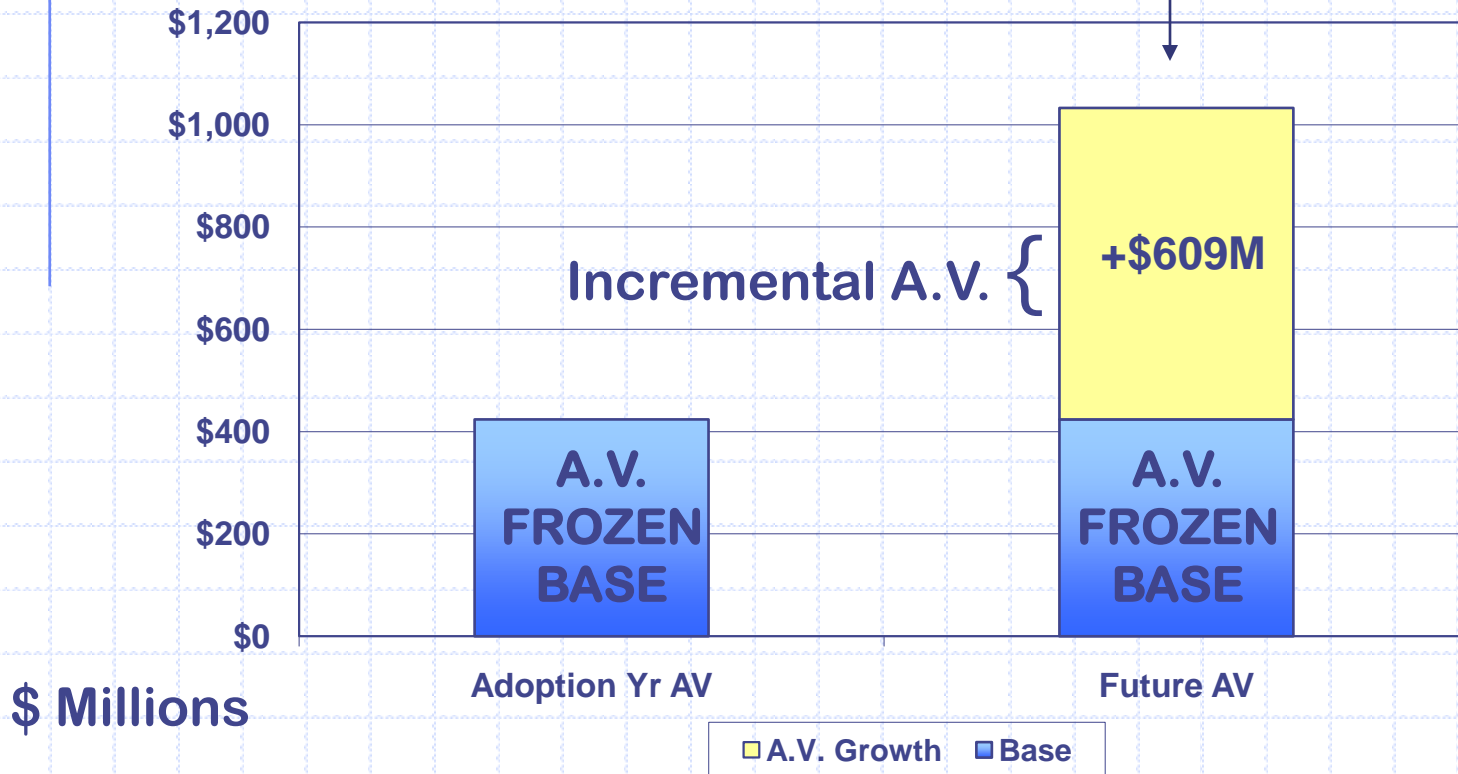 $1,200
$1,000
$800
$600
$400
$200
$0
+$609M
Incremental A.V. {
A.V.
FROZEN
BASE
A.V.
FROZEN
BASE
Adoption Yr AV
Future AV
$ Millions
A.V. Growth
Base